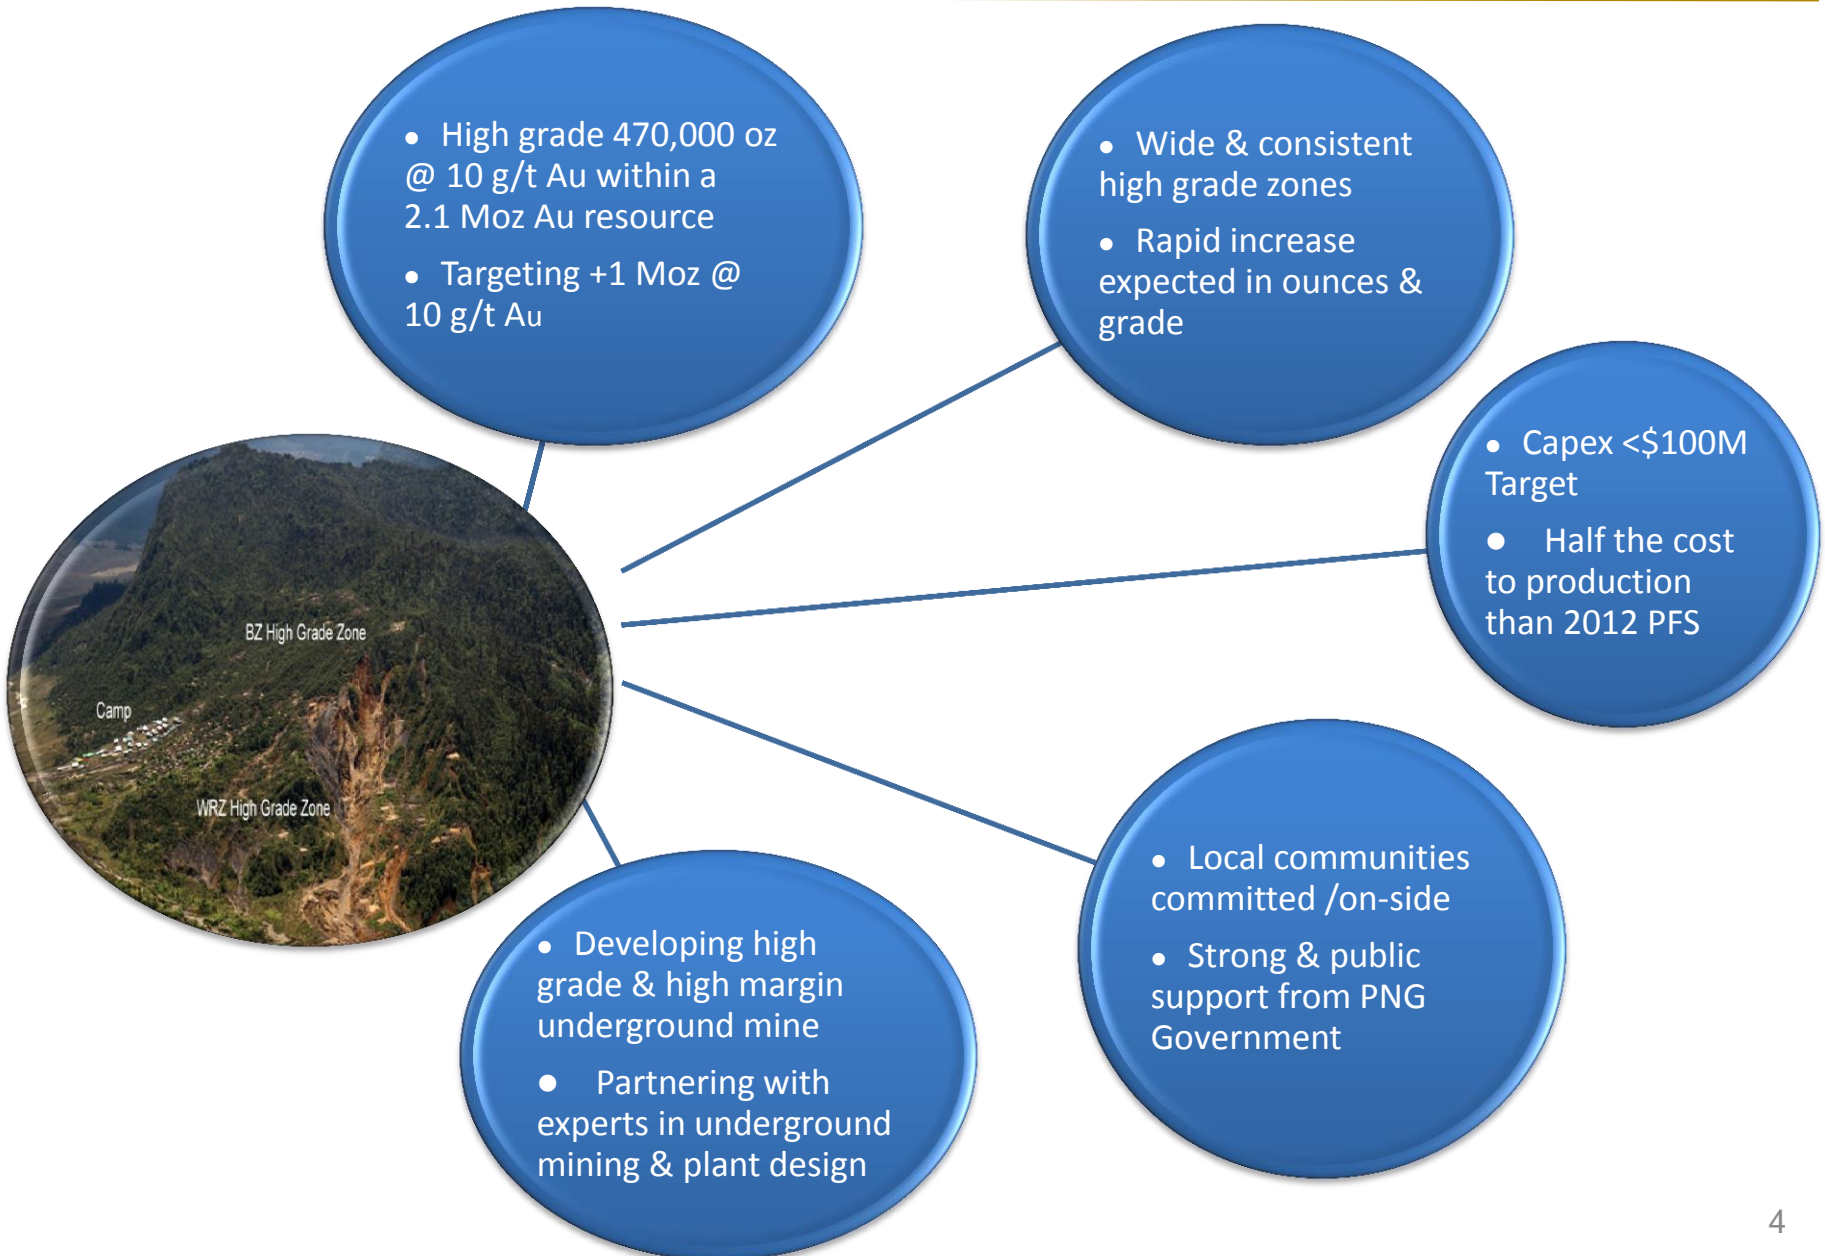 ● High grade 470,000 oz
@ 10 g/t Au within a
2.1 Moz Au resource
● Targeting +1 Moz @
10 g/t Au
● Wide & consistent
high grade zones
● Rapid increase
expected in ounces &
grade
● Capex <$100M
Target
● Half the cost
to production
than 2012 PFS
BZ High Grade Zone
Camp
WRZ High Grade Zone
● Local communities
committed /on-side
● Strong & public
support from PNG
Government
● Developing high
grade & high margin
underground mine
● Partnering with
experts in underground
mining & plant design
4